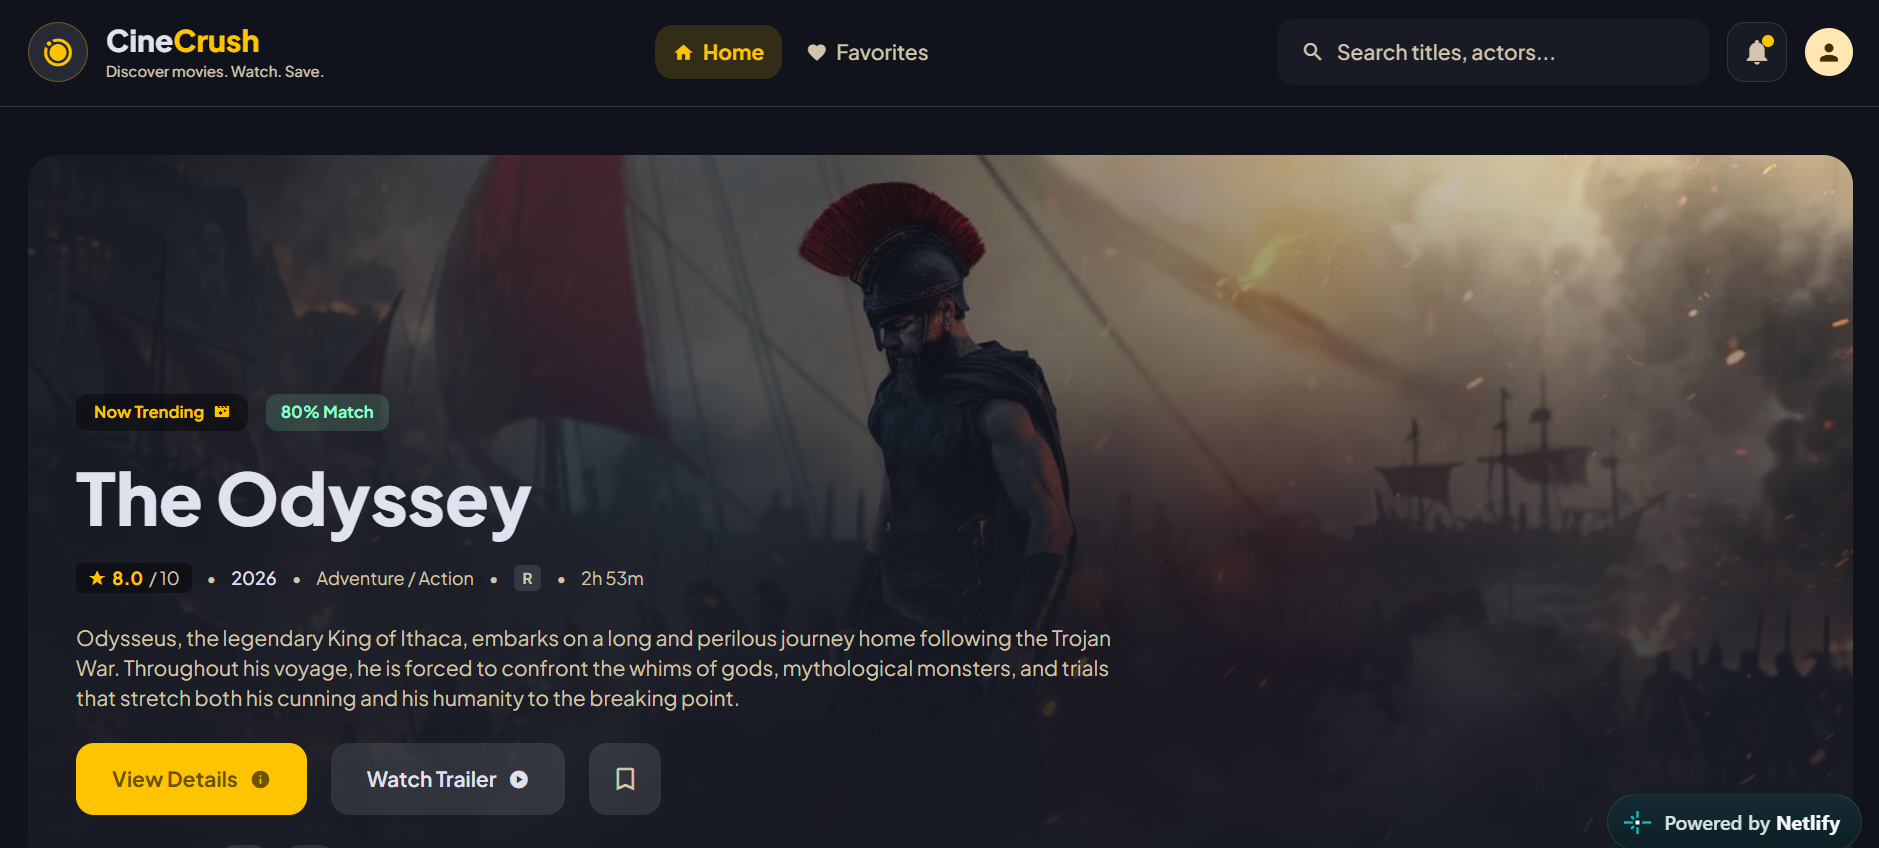 CineCrush
Discover movies. Watch. Save.
Home
Favorites
Search titles, actors...
Now Trending
80% Match
The Odyssey
8.0 / 10 • 2026 • Adventure / Action • R • 2h 53m
Odysseus, the legendary King of Ithaca, embarks on a long and perilous journey home following the Trojan
War. Throughout his voyage, he is forced to confront the whims of gods, mythological monsters, and trials
that stretch both his cunning and his humanity to the breaking point.
View Details
Watch Trailer
Powered by Netlify